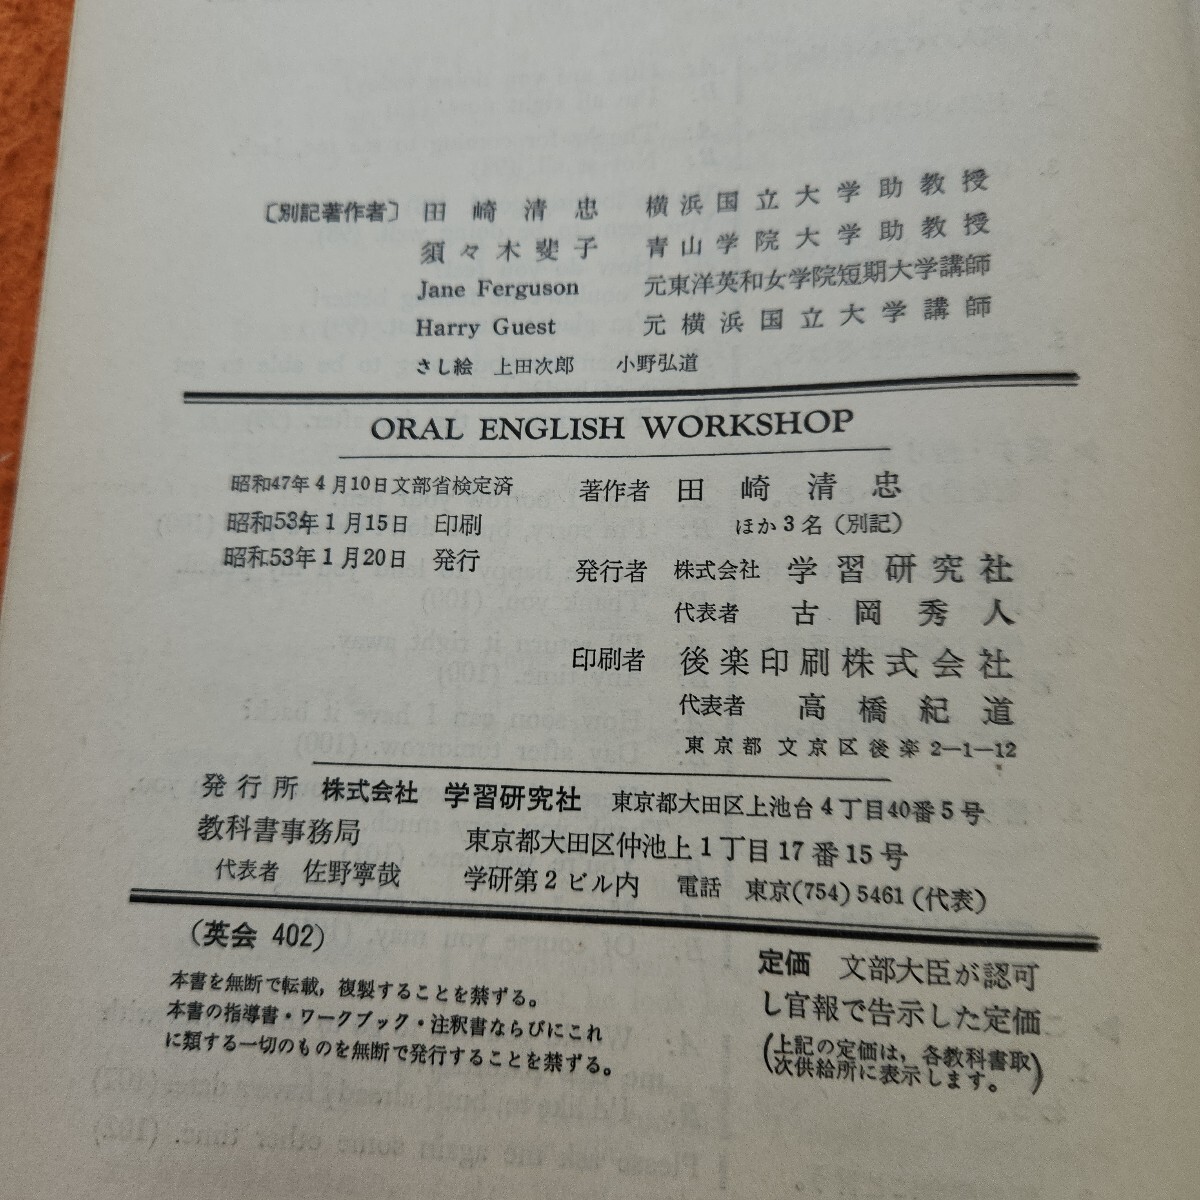 〔別記著作者〕 田崎清忠 横浜国立大学助教授
須々木斐子 青山学院大学助教授
Jane Ferguson 元東洋英和女学院短期大学講師
Harry Guest 元横浜国立大学講師
さし絵 上田次郎 小野弘道
ORAL ENGLISH WORKSHOP
昭和47年4月10日文部省検定済
昭和53年1月15日 印刷
昭和53年1月20日 発行
著作者 田崎清忠
ほか3名（別記）
発行者 株式会社 学習研究社
代表者 古岡秀人
印刷者 後楽印刷株式会社
代表者 高橋紀道
東京都文京区後楽2―1―12
発行所 株式会社 学習研究社 東京都大田区上池台4丁目40番5号
教科書事務局 東京都大田区仲池上1丁目17番15号
代表者 佐野寧哉 学研第2ビル内 電話 東京(754)5461(代表)
(英会 402)
本書を無断で転載，複製することを禁ずる。
本書の指導書・ワークブック・注釈書ならびにこれ
に類する一切のものを無断で発行することを禁ずる。
定価 文部大臣が認可
し官報で告示した定価
(上記の定価は，各教科書取
次供給所に表示します。)